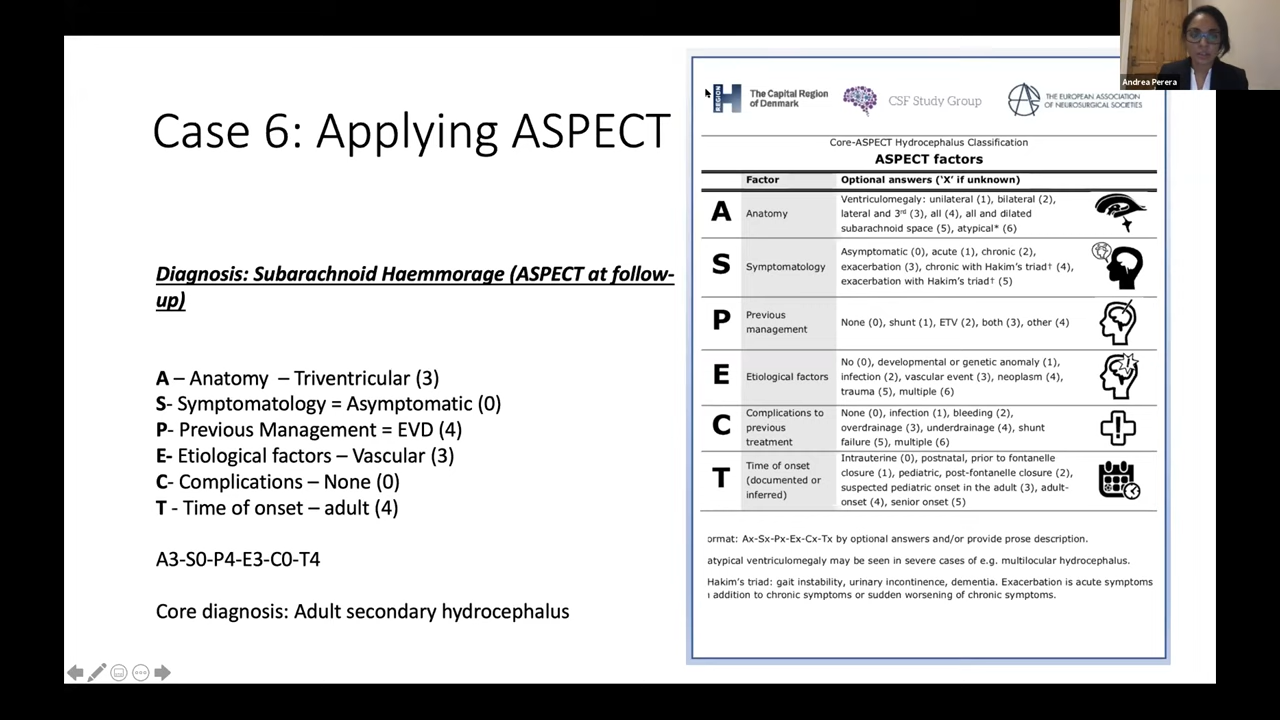 Case 6: Applying ASPECT
Diagnosis: Subarachnoid Haemmorage (ASPECT at follow-
up)
A – Anatomy – Triventricular (3)
S- Symptomatology = Asymptomatic (0)
P- Previous Management = EVD (4)
E- Etiological factors – Vascular (3)
C- Complications – None (0)
T - Time of onset – adult (4)
A3-S0-P4-E3-C0-T4
Core diagnosis: Adult secondary hydrocephalus
REGION H
The Capital Region
of Denmark
CSF Study Group
THE EUROPEAN ASSOCIATION
OF NEUROSURGICAL SOCIETIES
Core-ASPECT Hydrocephalus Classification
ASPECT factors
Factor Optional answers ('X' if unknown)
A Anatomy
Ventriculomegaly: unilateral (1), bilateral (2),
lateral and 3rd (3), all (4), all and dilated
subarachnoid space (5), atypical* (6)
S Symptomatology
Asymptomatic (0), acute (1), chronic (2),
exacerbation (3), chronic with Hakim's triad† (4),
exacerbation with Hakim's triad† (5)
P Previous
management
None (0), shunt (1), ETV (2), both (3), other (4)
E Etiological factors
No (0), developmental or genetic anomaly (1),
infection (2), vascular event (3), neoplasm (4),
trauma (5), multiple (6)
C Complications to
previous
treatment
None (0), infection (1), bleeding (2),
overdrainage (3), underdrainage (4), shunt
failure (5), multiple (6)
T Time of onset
(documented or
inferred)
Intrauterine (0), postnatal, prior to fontanelle
closure (1), pediatric, post-fontanelle closure (2),
suspected pediatric onset in the adult (3), adult-
onset (4), senior onset (5)
ormat: Ax-Sx-Px-Ex-Cx-Tx by optional answers and/or provide prose description.
atypical ventriculomegaly may be seen in severe cases of e.g. multilocular hydrocephalus.
Hakim's triad: gait instability, urinary incontinence, dementia. Exacerbation is acute symptoms
addition to chronic symptoms or sudden worsening of chronic symptoms.
Andrea Perera